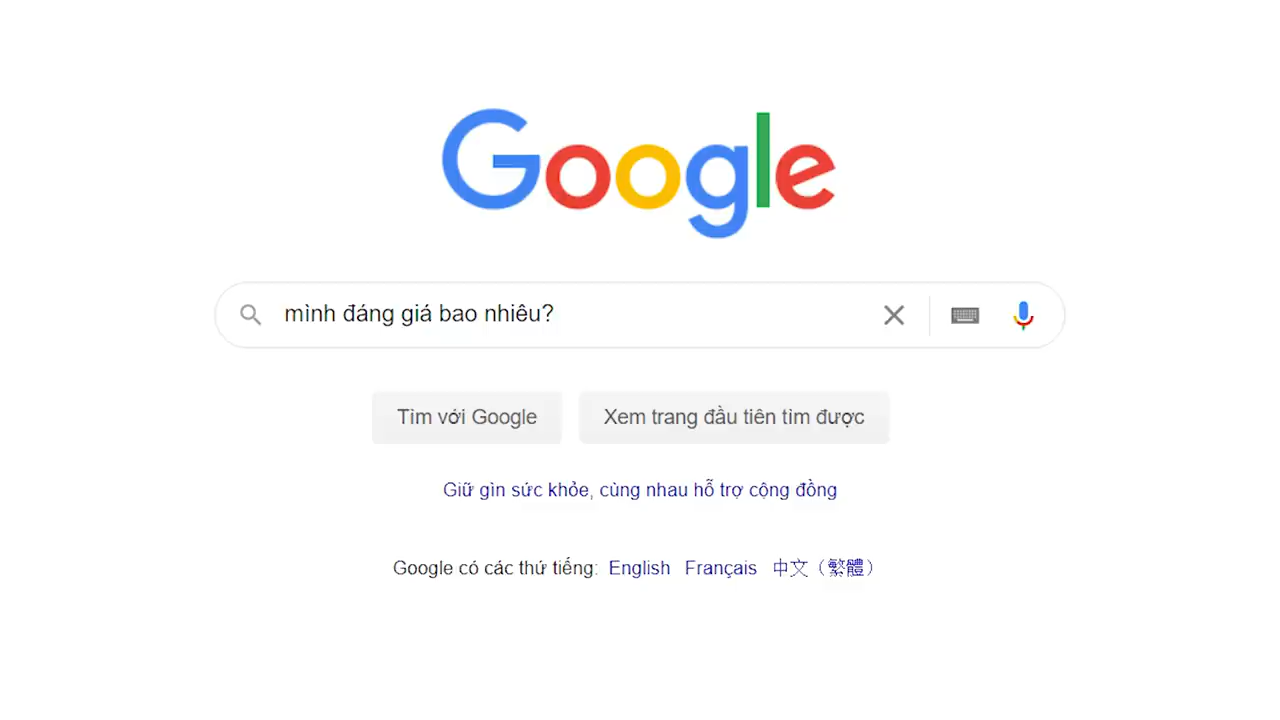 Google
mình đáng giá bao nhiêu?
Tìm với Google
Xem trang đầu tiên tìm được
Giữ gìn sức khỏe, cùng nhau hỗ trợ cộng đồng
Google có các thứ tiếng: English Français 中文（繁體）